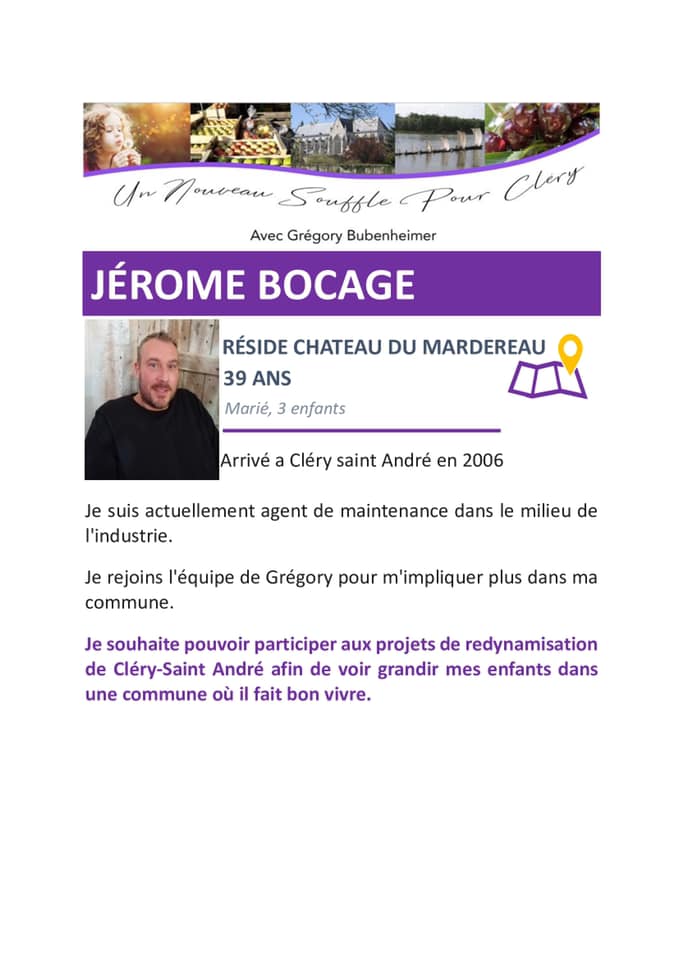 Un Nouveau Souffle Pour Cléry
Avec Grégory Bubenheimer
JÉROME BOCAGE
RÉSIDE CHATEAU DU MARDEREAU
39 ANS
Marié, 3 enfants
Arrivé a Cléry saint André en 2006
Je suis actuellement agent de maintenance dans le milieu de
l'industrie.
Je rejoins l'équipe de Grégory pour m'impliquer plus dans ma
commune.
Je souhaite pouvoir participer aux projets de redynamisation
de Cléry-Saint André afin de voir grandir mes enfants dans
une commune où il fait bon vivre.